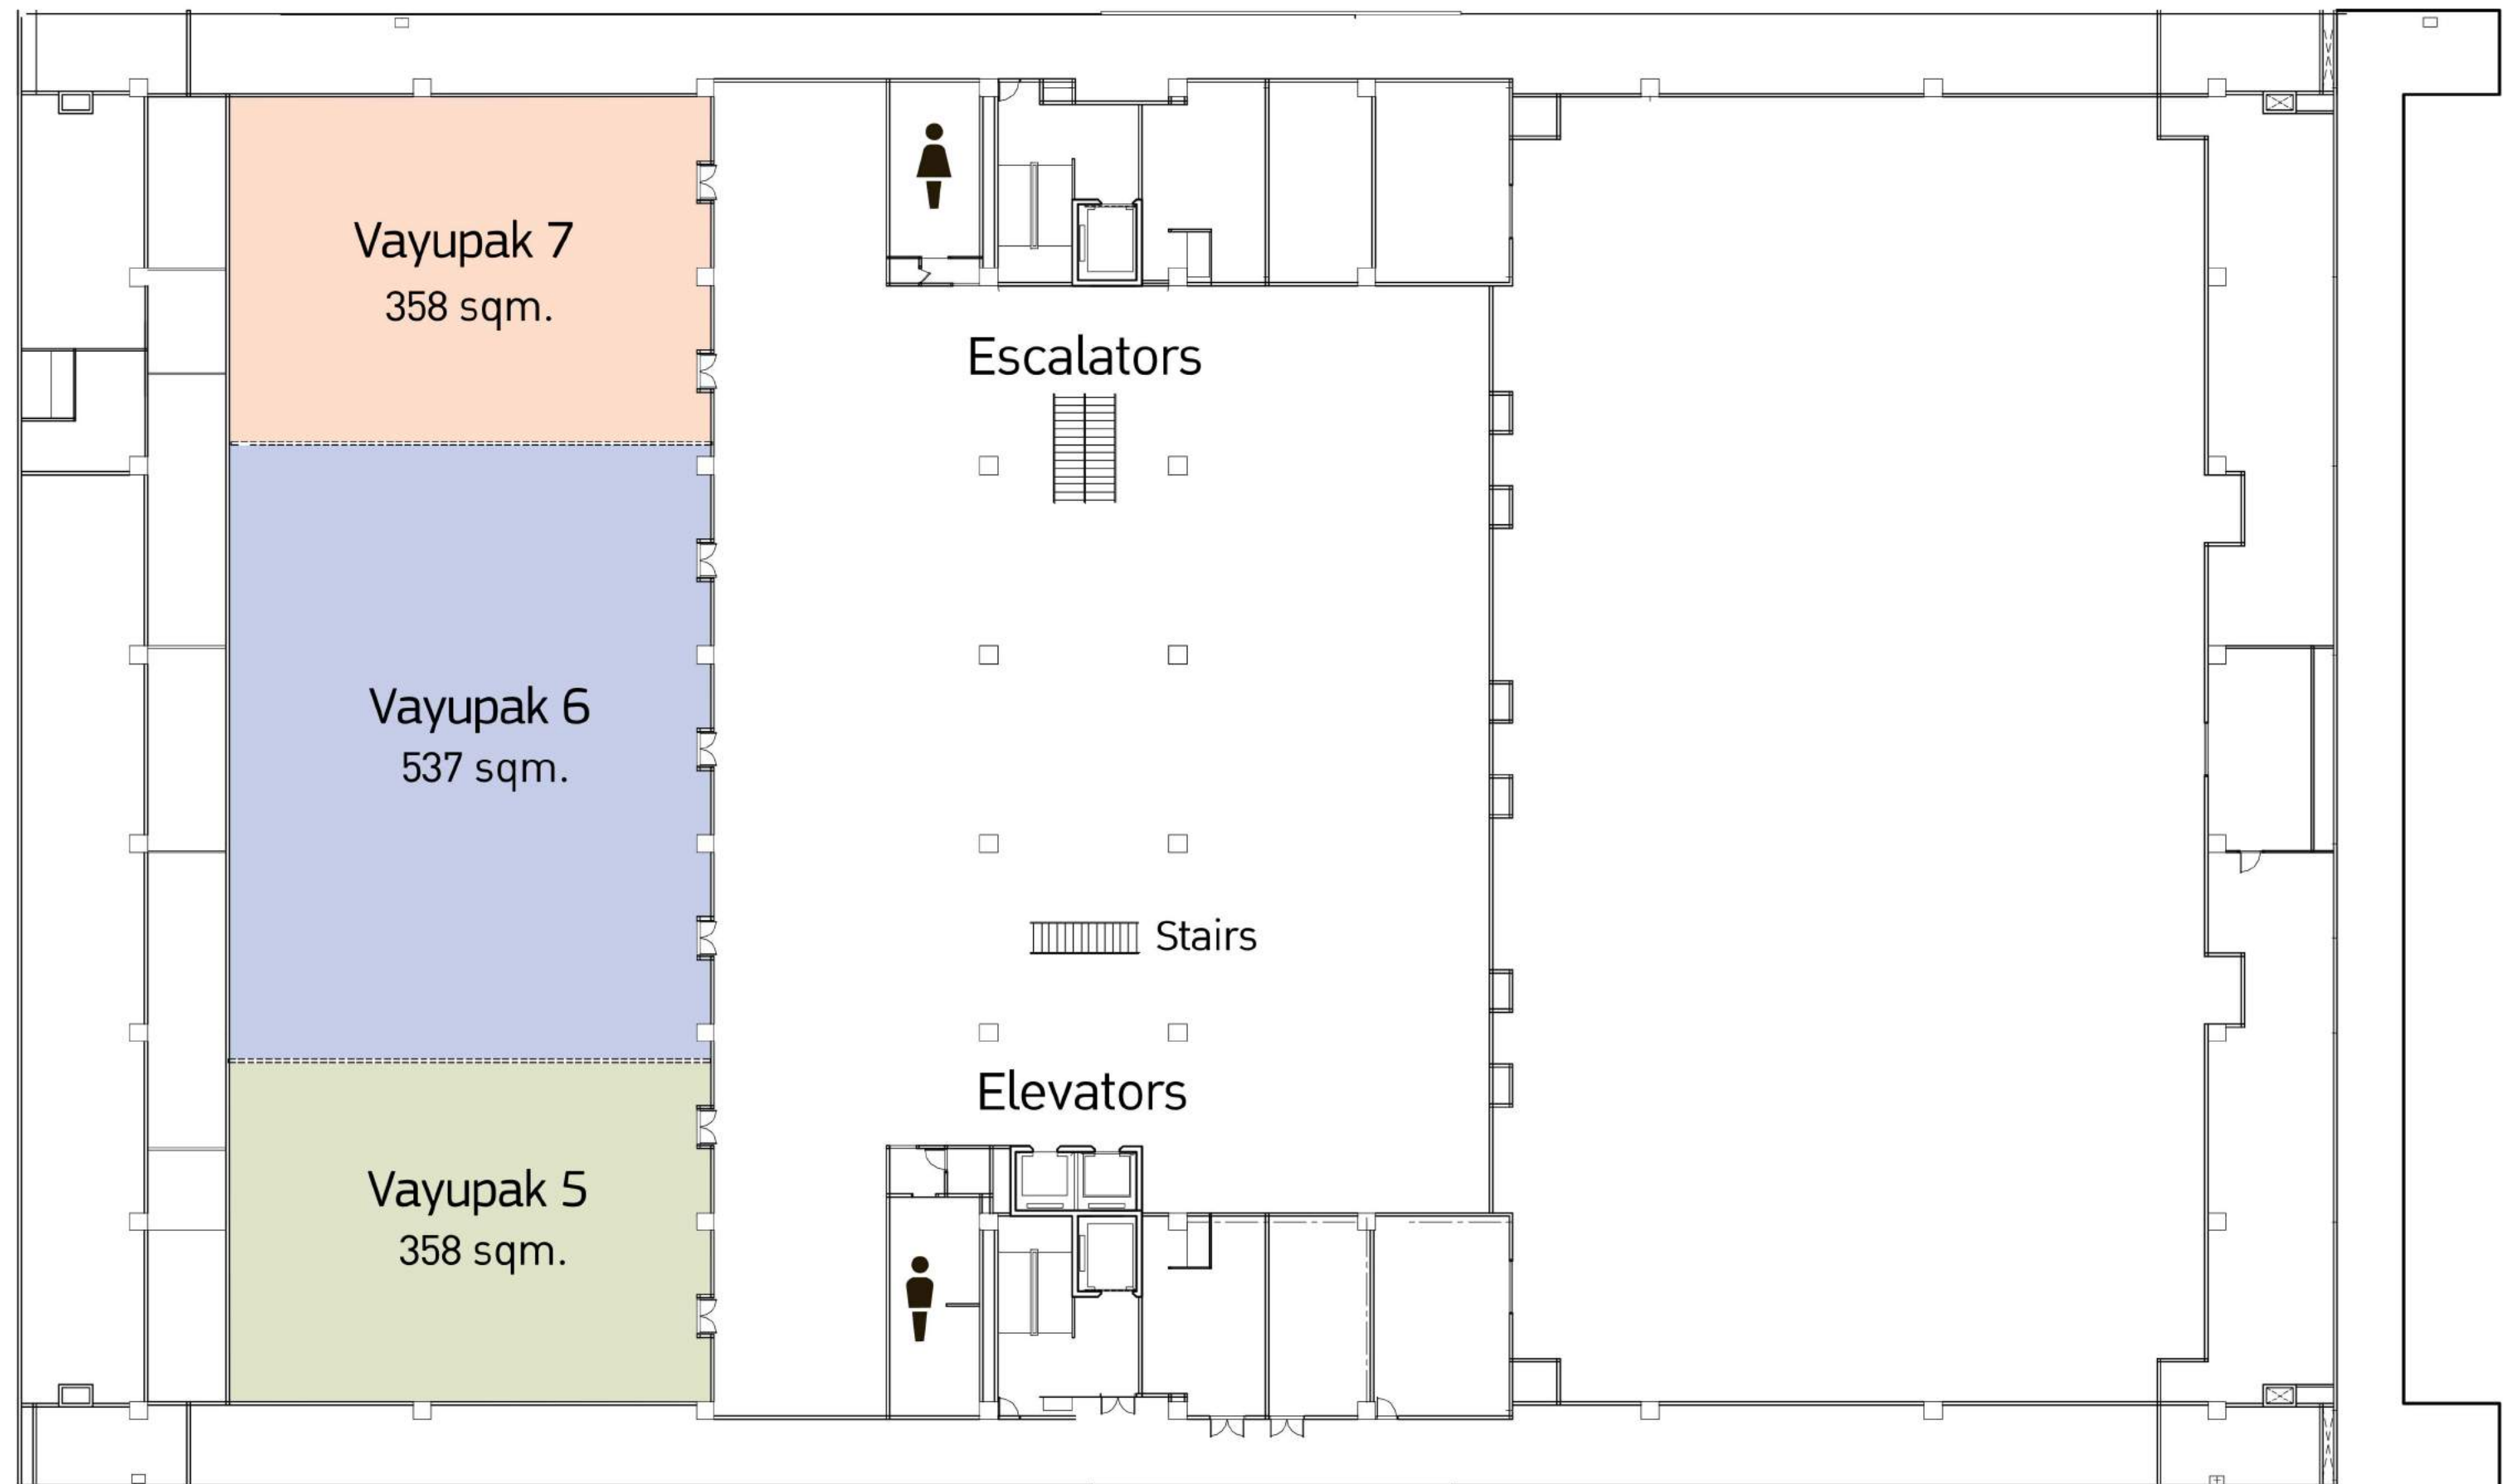 Vayupak 7
358 sqm.
Escalators
Vayupak 6
537 sqm.
Stairs
Elevators
Vayupak 5
358 sqm.